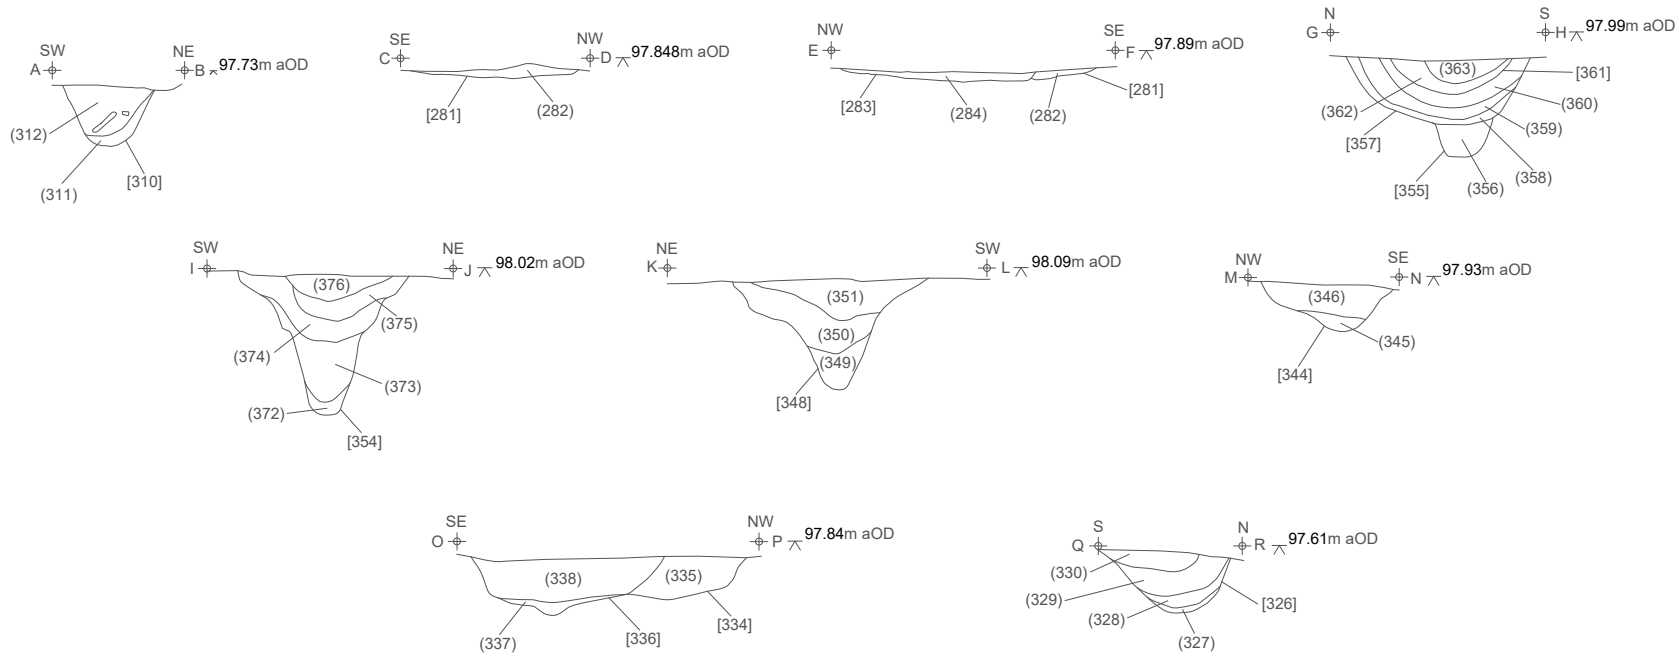 SW NE
A B 97.73m aOD
(312)
(311) [310]
SE NW
C D 97.848m aOD
[281] (282)
NW SE
E F 97.89m aOD
[283] (284) (282) [281]
N S
G H 97.99m aOD
(363) [361]
(362) (360)
(359)
[357]
(358)
[355] (356)
SW NE
I J 98.02m aOD
(376)
(375)
(374)
(373)
(372)
[354]
NE SW
K L 98.09m aOD
(351)
(350)
(349)
[348]
NW SE
M N 97.93m aOD
(346)
(345)
[344]
SE NW
O P 97.84m aOD
(338) (335)
(337) [336] [334]
S N
Q R 97.61m aOD
(330)
(329) [326]
(328)
(327)